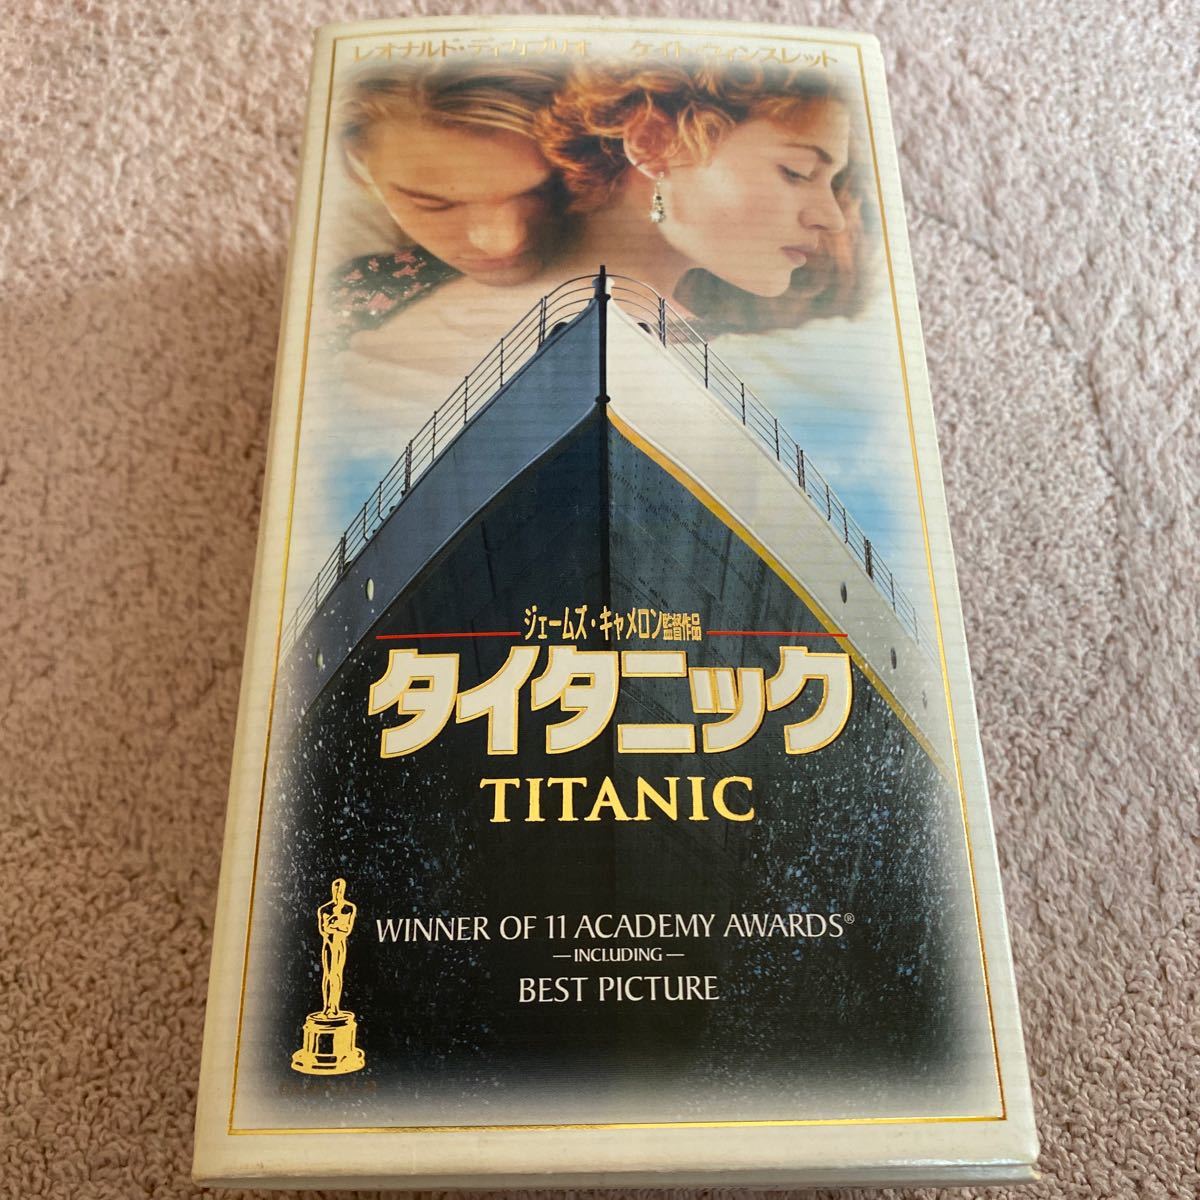 レオナルド・ディカプリオ ケイト・ウィンスレット
ジェームズ・キャメロン監督作品
タイタニック
TITANIC
WINNER OF 11 ACADEMY AWARDS®
— INCLUDING —
BEST PICTURE